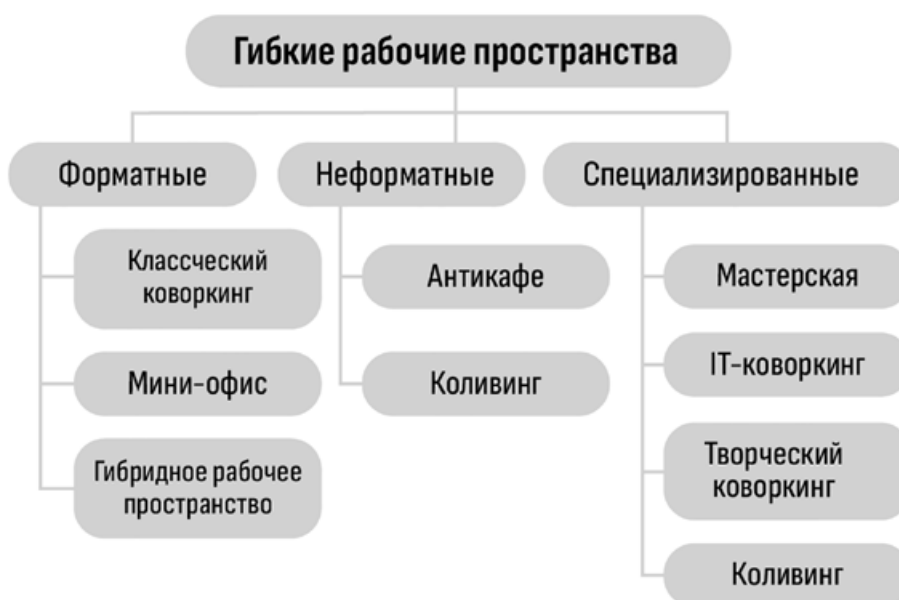 Гибкие рабочие пространства
Форматные
Неформатные
Специализированные
Классческий
коворкинг
Мини-офис
Гибридное рабочее
пространство
Антикафе
Коливинг
Мастерская
IT-коворкинг
Творческий
коворкинг
Коливинг